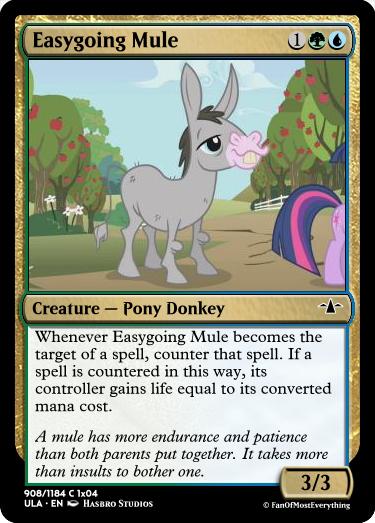 Easygoing Mule 1
Creature — Pony Donkey
Whenever Easygoing Mule becomes the
target of a spell, counter that spell. If a
spell is countered in this way, its
controller gains life equal to its converted
mana cost.
A mule has more endurance and patience
than both parents put together. It takes more
than insults to bother one.
3/3
908/1184 C 1x04
ULA • EN Hasbro Studios
© FanOfMostEverything